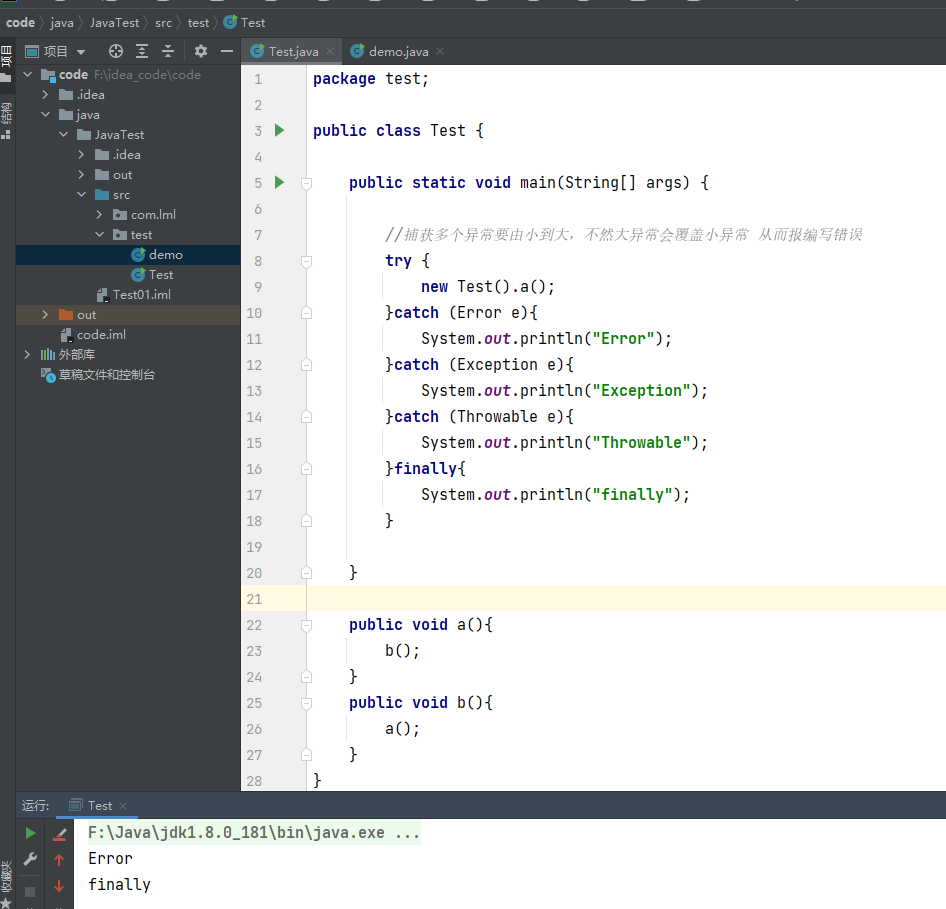 code java JavaTest src test Test
项目
Test.java demo.java
项目
结构
收藏夹
code F:\idea_code\code
.idea
java
JavaTest
.idea
out
src
com.lml
test
demo
Test
Test01.iml
out
code.iml
外部库
草稿文件和控制台
1 package test;
2
3 public class Test {
4
5 public static void main(String[] args) {
6
7 //捕获多个异常要由小到大，不然大异常会覆盖小异常 从而报编写错误
8 try {
9 new Test().a();
10 }catch (Error e){
11 System.out.println("Error");
12 }catch (Exception e){
13 System.out.println("Exception");
14 }catch (Throwable e){
15 System.out.println("Throwable");
16 }finally{
17 System.out.println("finally");
18 }
19
20 }
21
22 public void a(){
23 b();
24 }
25 public void b(){
26 a();
27 }
28 }
运行: Test
F:\Java\jdk1.8.0_181\bin\java.exe ...
Error
finally